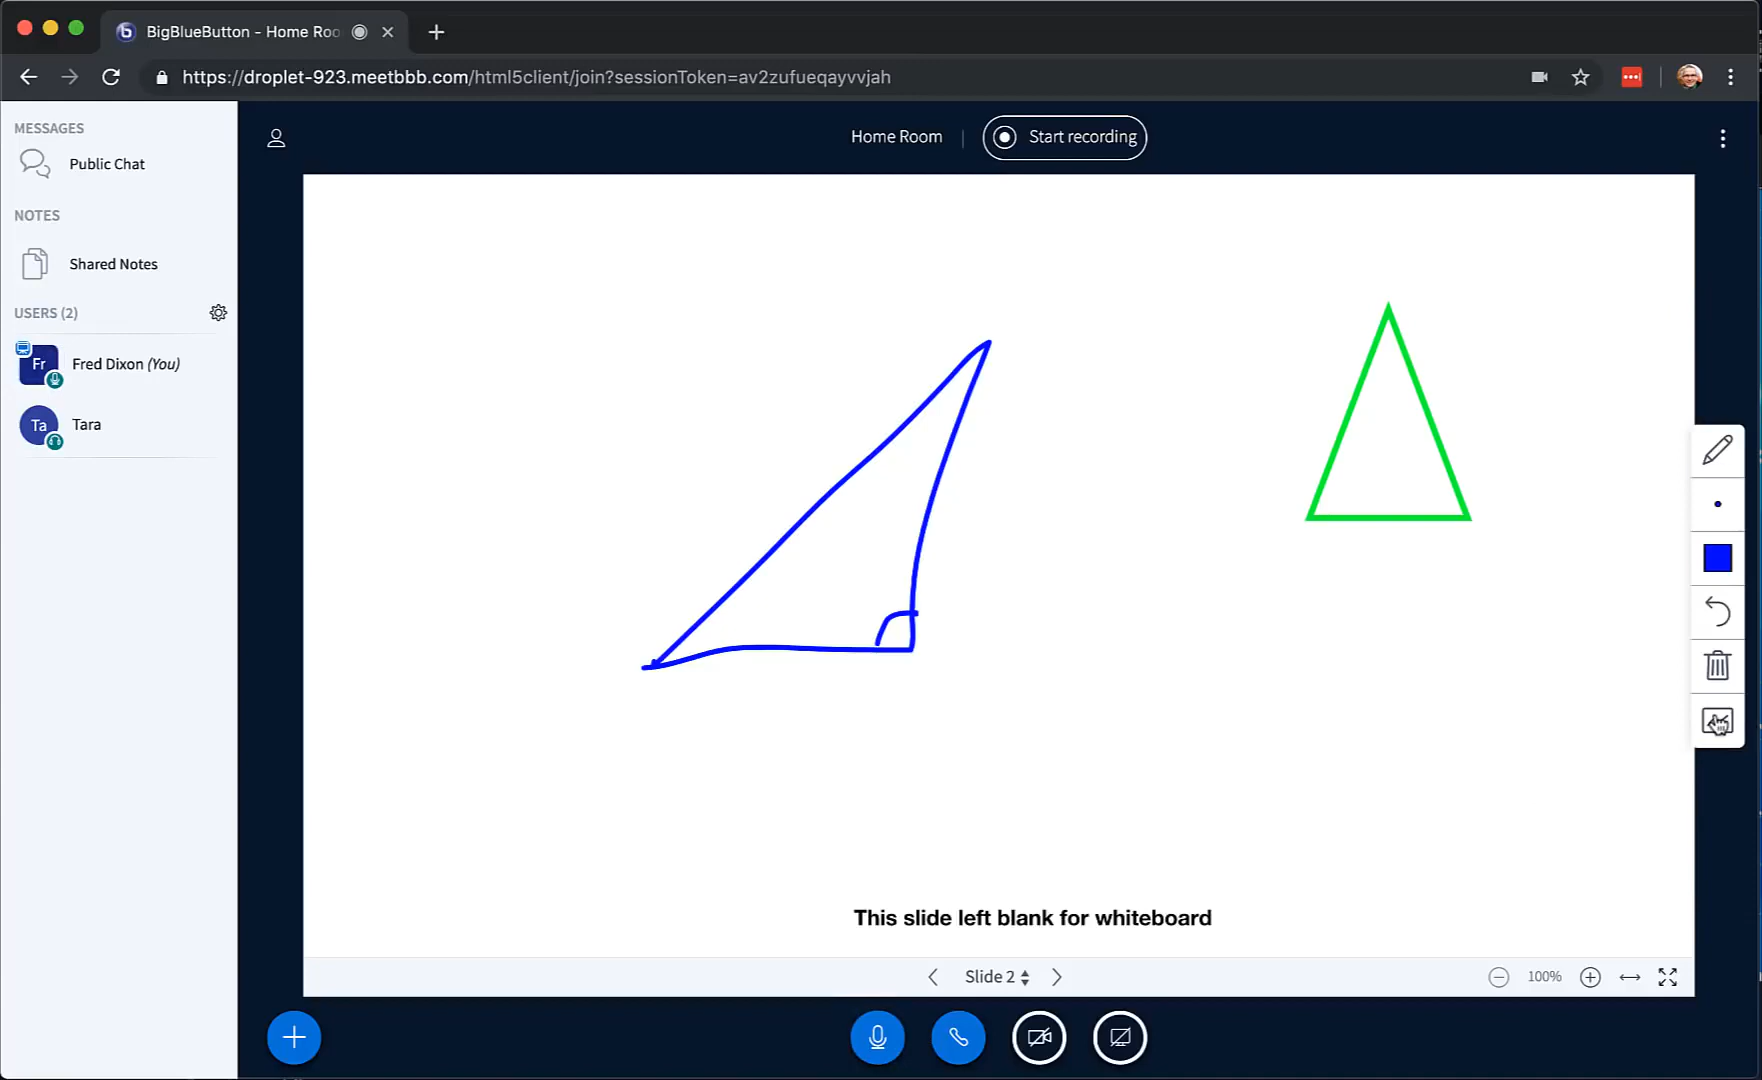 BigBlueButton - Home Roo
https://droplet-923.meetbbb.com/html5client/join?sessionToken=av2zufueqayvvjah
MESSAGES
Public Chat
NOTES
Shared Notes
USERS (2)
Fr
Fred Dixon (You)
Ta
Tara
Home Room
Start recording
This slide left blank for whiteboard
Slide 2
100%